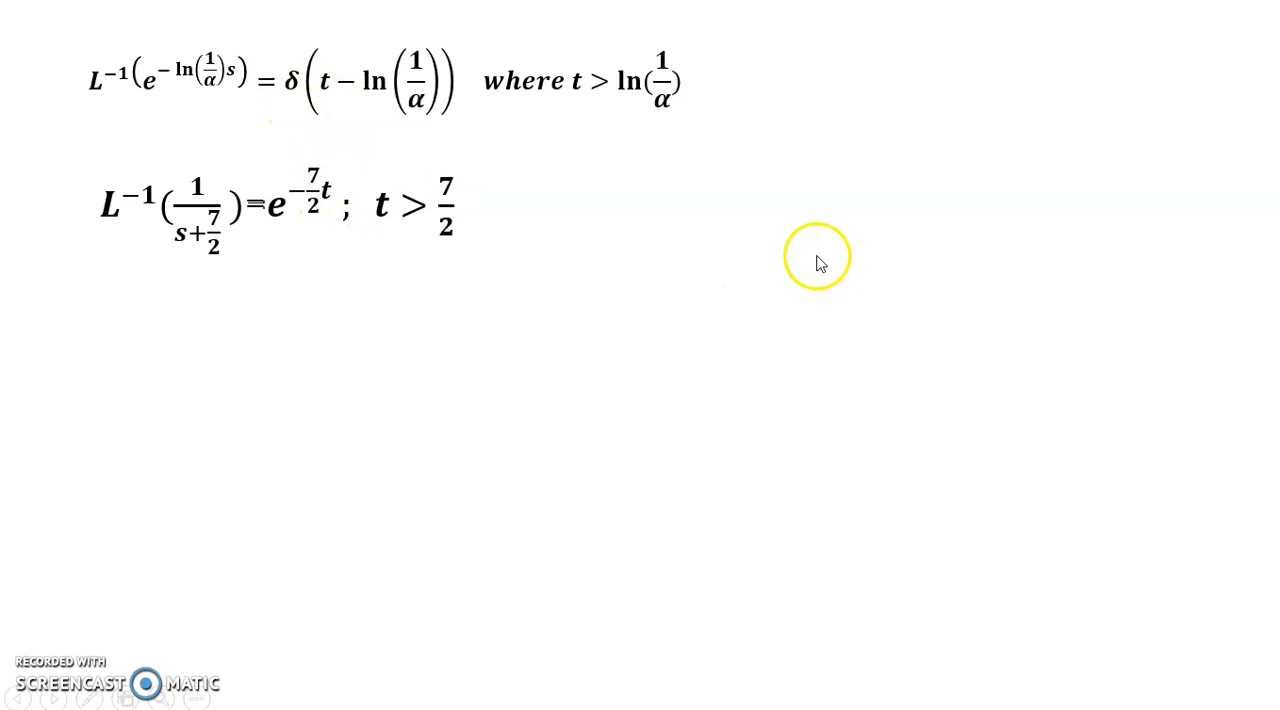 L⁻¹(e^(− ln(1/α)s)) = δ(t − ln(1/α)) where t > ln(1/α)
L⁻¹(1/(s+7/2))=e^(−7/2 t) ; t > 7/2
RECORDED WITH
SCREENCAST MATIC